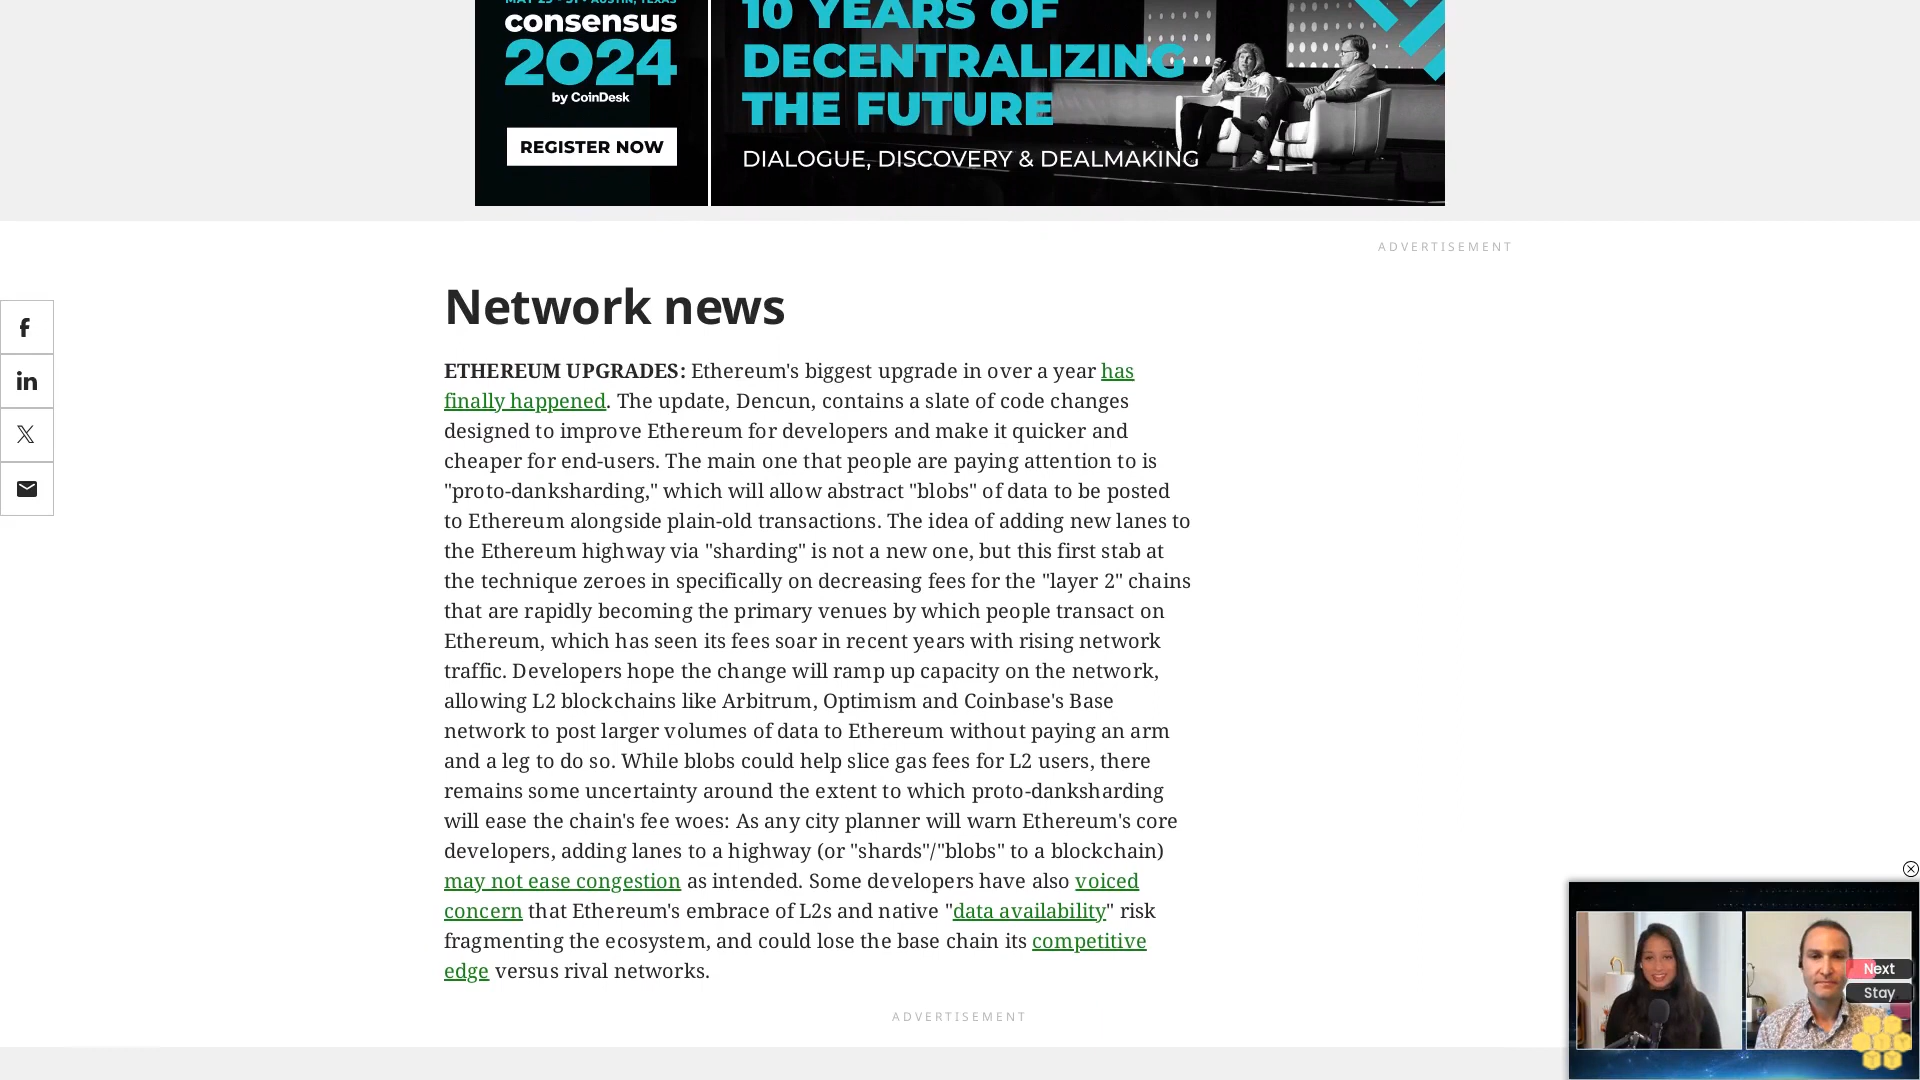 MAY 29 - 31 • AUSTIN, TEXAS
consensus
2024
by CoinDesk
REGISTER NOW
10 YEARS OF
DECENTRALIZING
THE FUTURE
DIALOGUE, DISCOVERY & DEALMAKING
ADVERTISEMENT
Network news
ETHEREUM UPGRADES: Ethereum's biggest upgrade in over a year has
finally happened. The update, Dencun, contains a slate of code changes
designed to improve Ethereum for developers and make it quicker and
cheaper for end-users. The main one that people are paying attention to is
"proto-danksharding," which will allow abstract "blobs" of data to be posted
to Ethereum alongside plain-old transactions. The idea of adding new lanes to
the Ethereum highway via "sharding" is not a new one, but this first stab at
the technique zeroes in specifically on decreasing fees for the "layer 2" chains
that are rapidly becoming the primary venues by which people transact on
Ethereum, which has seen its fees soar in recent years with rising network
traffic. Developers hope the change will ramp up capacity on the network,
allowing L2 blockchains like Arbitrum, Optimism and Coinbase's Base
network to post larger volumes of data to Ethereum without paying an arm
and a leg to do so. While blobs could help slice gas fees for L2 users, there
remains some uncertainty around the extent to which proto-danksharding
will ease the chain's fee woes: As any city planner will warn Ethereum's core
developers, adding lanes to a highway (or "shards"/"blobs" to a blockchain)
may not ease congestion as intended. Some developers have also voiced
concern that Ethereum's embrace of L2s and native "data availability" risk
fragmenting the ecosystem, and could lose the base chain its competitive
edge versus rival networks.
ADVERTISEMENT
Next
Stay